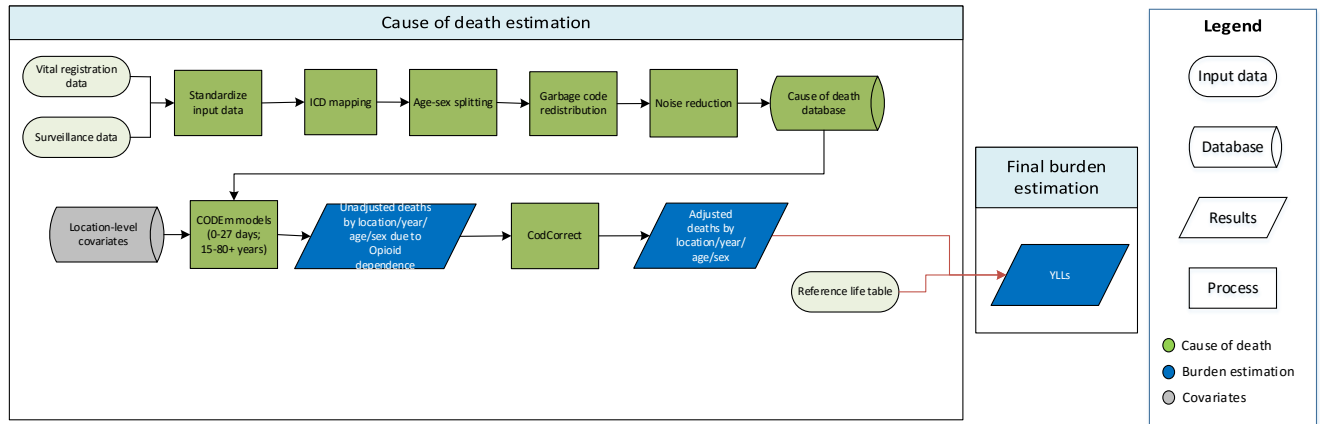 Cause of death estimation
Vital registration
data
Surveillance data
Standardize
input data
ICD mapping
Age-sex splitting
Garbage code
redistribution
Noise reduction
Cause of death
database
Location-level
covariates
CODEm models
(0-27 days;
15-80+ years)
Unadjusted deaths
by location/year/
age/sex due to
Opioid
dependence
CodCorrect
Adjusted
deaths by
location/year/
age/sex
Reference life table
Final burden
estimation
YLLs
Legend
Input data
Database
Results
Process
Cause of death
Burden estimation
Covariates